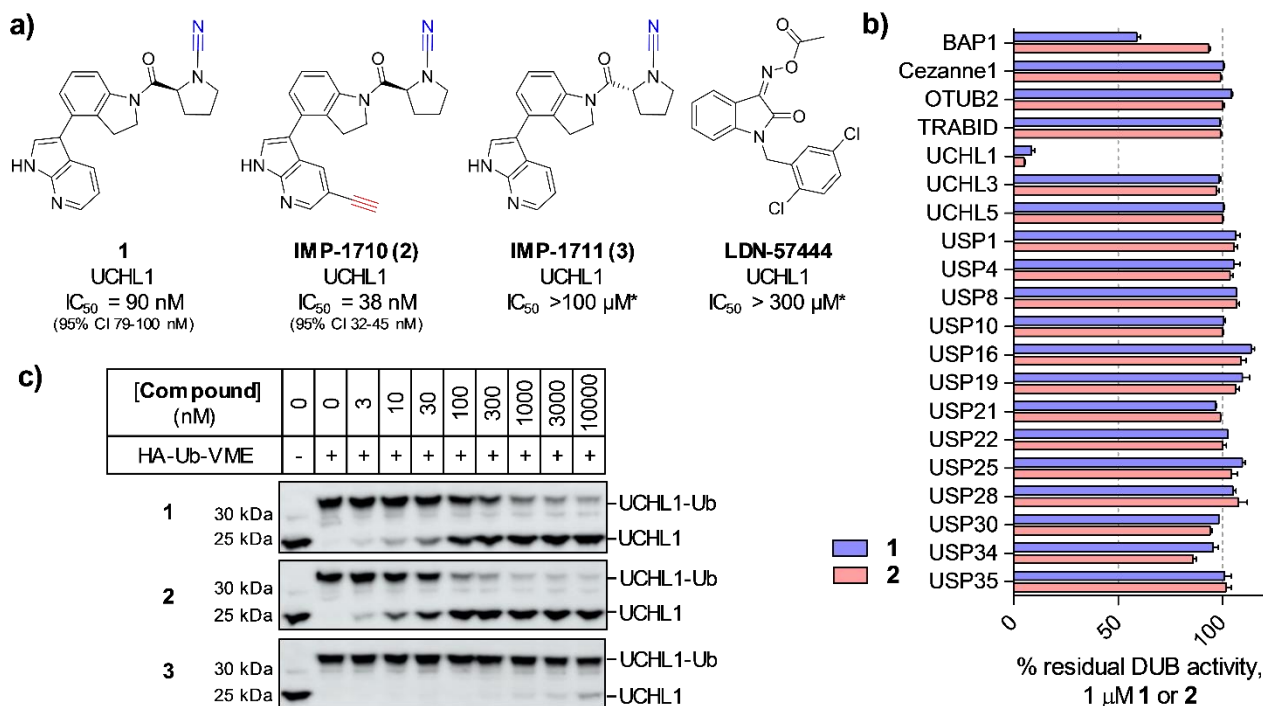 a)
N
O
N
N
HN
N
1
UCHL1
IC50 = 90 nM
(95% CI 79-100 nM)
N
O
N
N
HN
N
IMP-1710 (2)
UCHL1
IC50 = 38 nM
(95% CI 32-45 nM)
N
O
N
N
HN
N
IMP-1711 (3)
UCHL1
IC50 >100 µM*
O
O
N
O
N
Cl
Cl
LDN-57444
UCHL1
IC50 > 300 µM*
b)
BAP1
Cezanne1
OTUB2
TRABID
UCHL1
UCHL3
UCHL5
USP1
USP4
USP8
USP10
USP16
USP19
USP21
USP22
USP25
USP28
USP30
USP34
USP35
0 50 100
% residual DUB activity,
1 µM 1 or 2
1
2
c)
[Compound] (nM) 0 0 3 10 30 100 300 1000 3000 10000
HA-Ub-VME - + + + + + + + + +
1
30 kDa
25 kDa
UCHL1-Ub
UCHL1
2
30 kDa
25 kDa
UCHL1-Ub
UCHL1
3
30 kDa
25 kDa
UCHL1-Ub
UCHL1